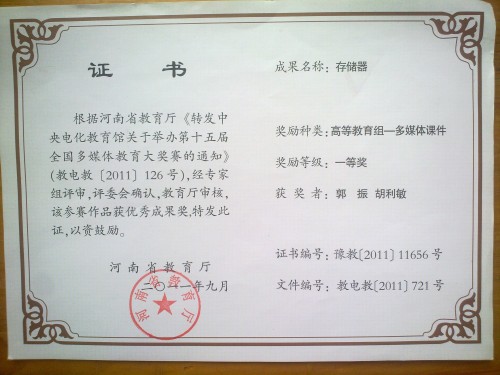 证 书
根据河南省教育厅《转发中
央电化教育馆关于举办第十五届
全国多媒体教育大奖赛的通知》
(教电教〔2011〕126号),经专家
组评审,评委会确认,教育厅审核,
该参赛作品获优秀成果奖,特发此
证,以资鼓励。
河南省教育厅
二〇一一年九月
河南省教育厅
成果名称：存储器
奖励种类：高等教育组—多媒体课件
奖励等级：一等奖
获 奖 者：郭 振 胡利敏
证书编号：豫教[2011]11656号
文件编号：教电教[2011]721号